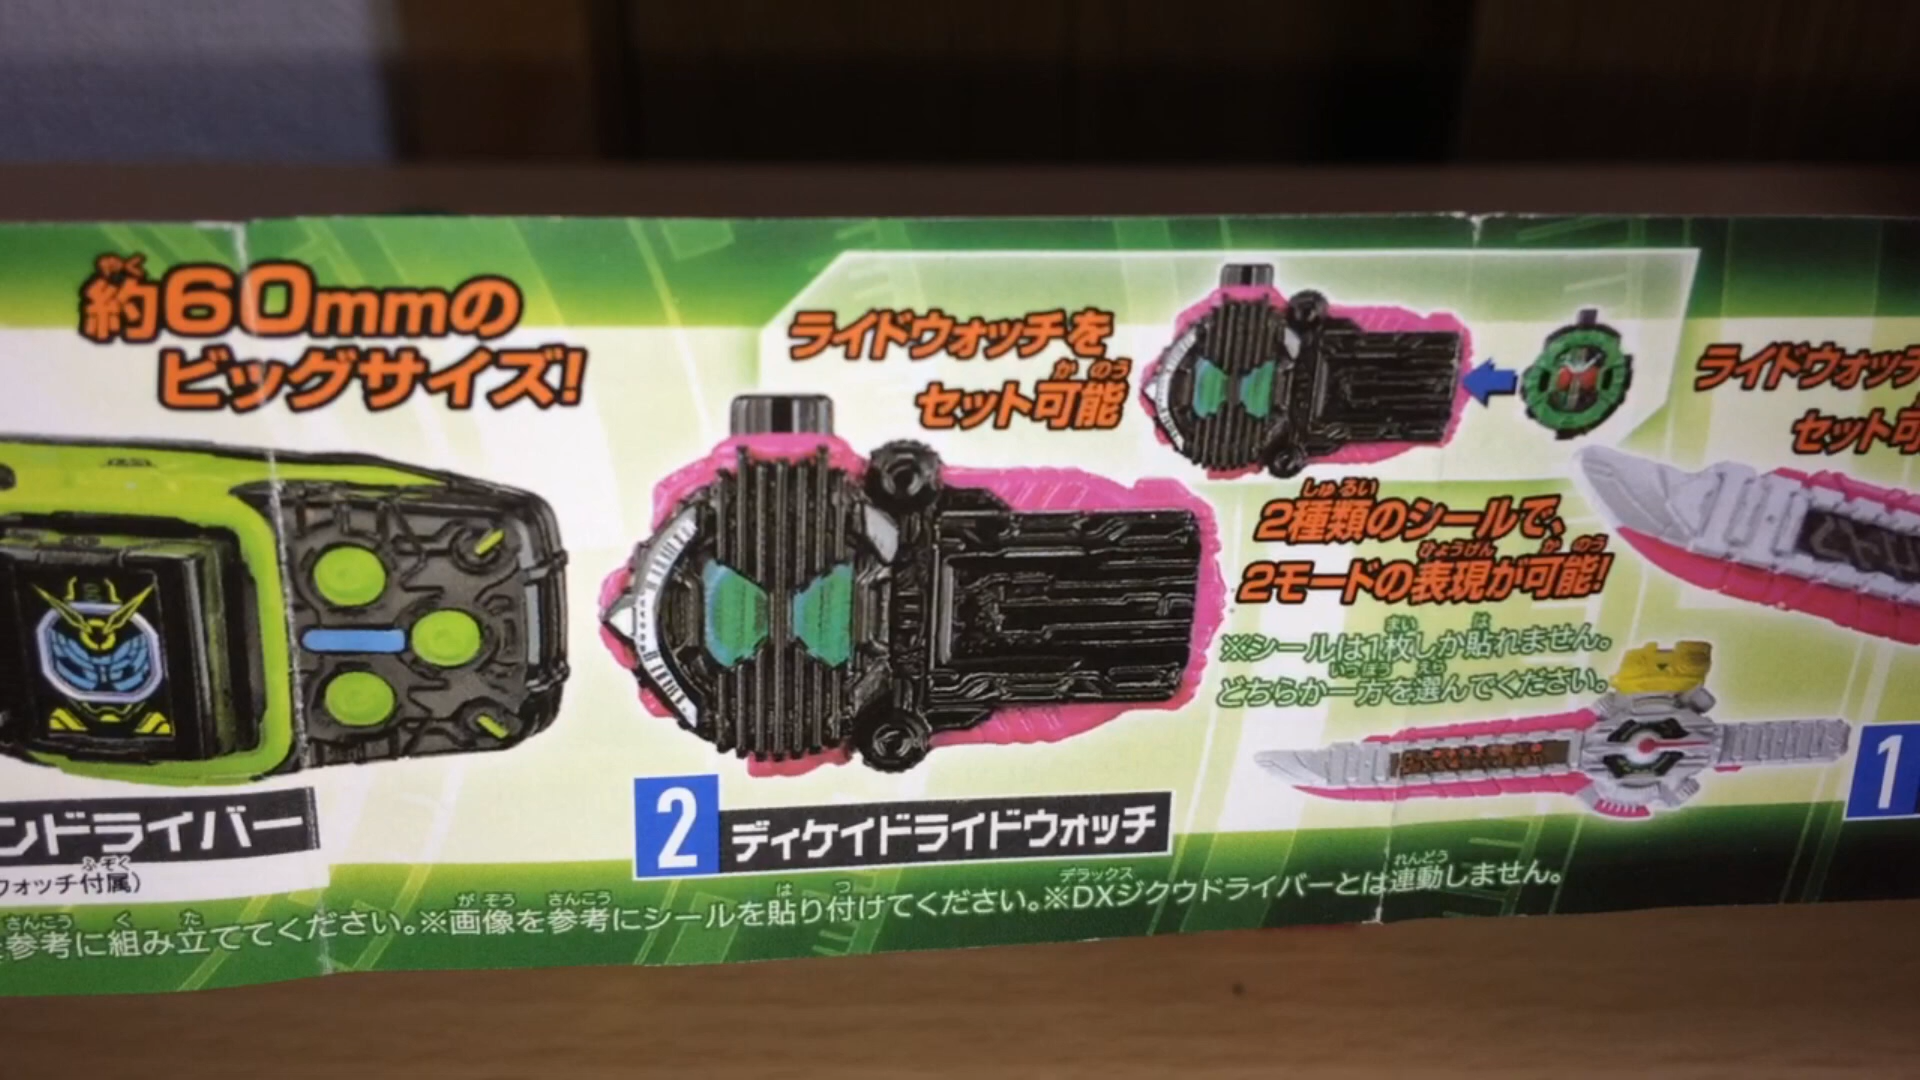 約60mmの
ビッグサイズ!
ンドライバー
ウォッチ付属)
ライドウォッチを
セット可能
2 ディケイドライドウォッチ
2種類のシールで、
2モードの表現が可能!
※シールは1枚しか貼れません。
どちらか一方を選んでください。
ライドウォッチ
セット可
1
参考に組み立ててください。※画像を参考にシールを貼り付けてください。※DXジクウドライバーとは連動しません。